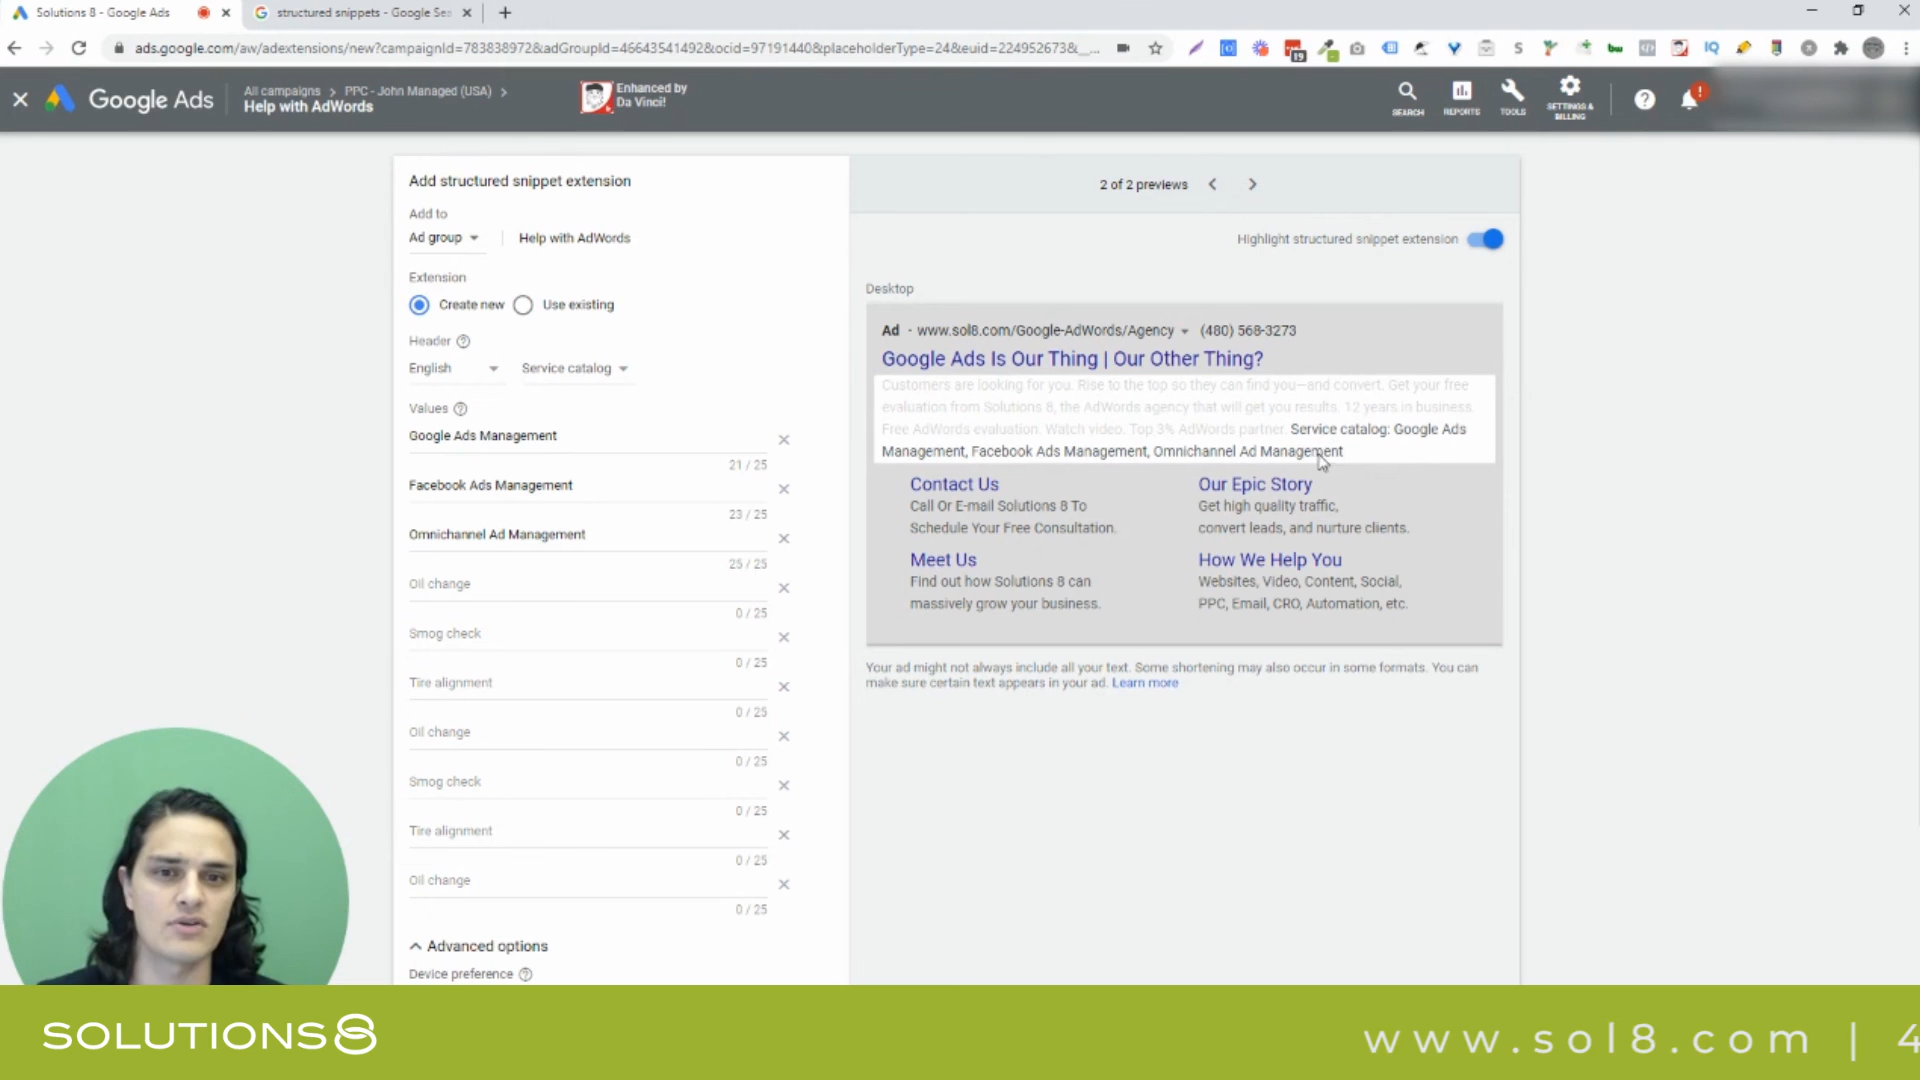 Solutions 8 - Google Ads
structured snippets - Google Se
ads.google.com/aw/adextensions/new?campaignId=783838972&adGroupId=46643541492&ocid=97191440&placeholderType=24&euid=224952673&__...
Google Ads
All campaigns > PPC - John Managed (USA) >
Help with AdWords
Enhanced by
Da Vinci!
SEARCH
REPORTS
TOOLS
SETTINGS &
BILLING
Add structured snippet extension
Add to
Ad group
Help with AdWords
Extension
Create new
Use existing
Header
English
Service catalog
Values
Google Ads Management
21 / 25
Facebook Ads Management
23 / 25
Omnichannel Ad Management
25 / 25
Oil change
0 / 25
Smog check
0 / 25
Tire alignment
0 / 25
Oil change
0 / 25
Smog check
0 / 25
Tire alignment
0 / 25
Oil change
0 / 25
Advanced options
Device preference
2 of 2 previews
Highlight structured snippet extension
Desktop
Ad · www.sol8.com/Google-AdWords/Agency (480) 568-3273
Google Ads Is Our Thing | Our Other Thing?
Customers are looking for you. Rise to the top so they can find you—and convert. Get your free
evaluation from Solutions 8, the AdWords agency that will get you results. 12 years in business.
Free AdWords evaluation. Watch video. Top 3% AdWords partner. Service catalog: Google Ads
Management, Facebook Ads Management, Omnichannel Ad Management
Contact Us
Call Or E-mail Solutions 8 To
Schedule Your Free Consultation.
Our Epic Story
Get high quality traffic,
convert leads, and nurture clients.
Meet Us
Find out how Solutions 8 can
massively grow your business.
How We Help You
Websites, Video, Content, Social,
PPC, Email, CRO, Automation, etc.
Your ad might not always include all your text. Some shortening may also occur in some formats. You can
make sure certain text appears in your ad. Learn more
SOLUTIONS8
www.sol8.com | 4